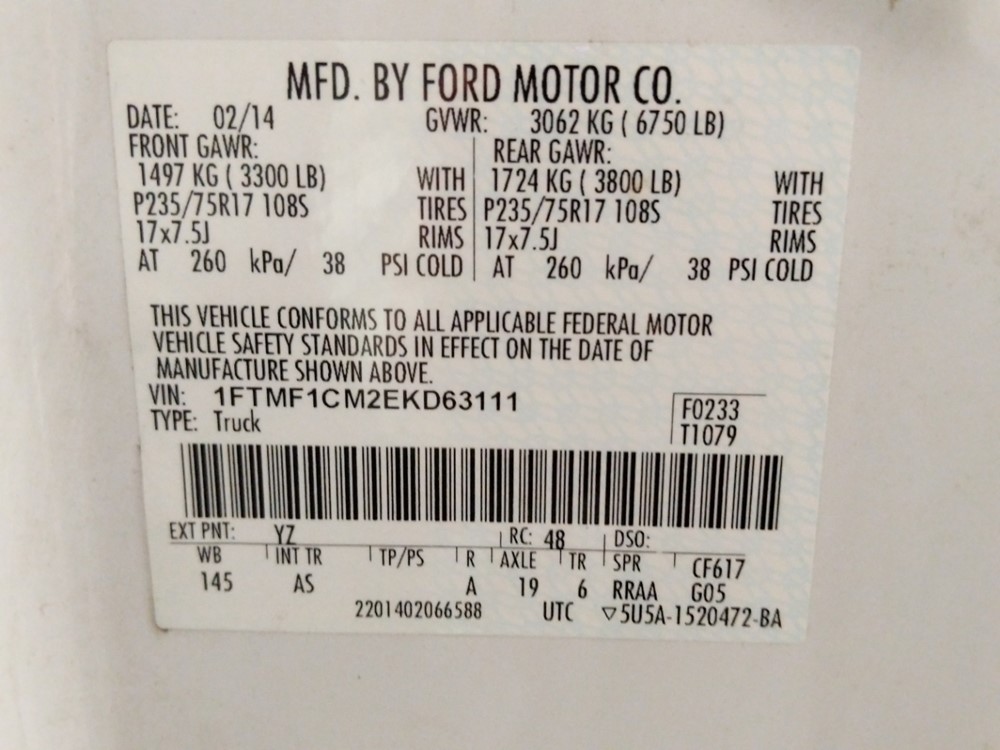 MFD. BY FORD MOTOR CO.
DATE: 02/14 GVWR: 3062 KG ( 6750 LB)
FRONT GAWR: REAR GAWR:
1497 KG ( 3300 LB) WITH 1724 KG ( 3800 LB) WITH
P235/75R17 108S TIRES P235/75R17 108S TIRES
17x7.5J RIMS 17x7.5J RIMS
AT 260 kPa/ 38 PSI COLD AT 260 kPa/ 38 PSI COLD
THIS VEHICLE CONFORMS TO ALL APPLICABLE FEDERAL MOTOR
VEHICLE SAFETY STANDARDS IN EFFECT ON THE DATE OF
MANUFACTURE SHOWN ABOVE.
VIN: 1FTMF1CM2EKD63111 F0233
TYPE: Truck T1079
EXT PNT: YZ RC: 48 DSO:
WB INT TR TP/PS R AXLE TR SPR CF617
145 AS A 19 6 RRAA G05
2201402066588 UTC ▽5U5A-1520472-BA